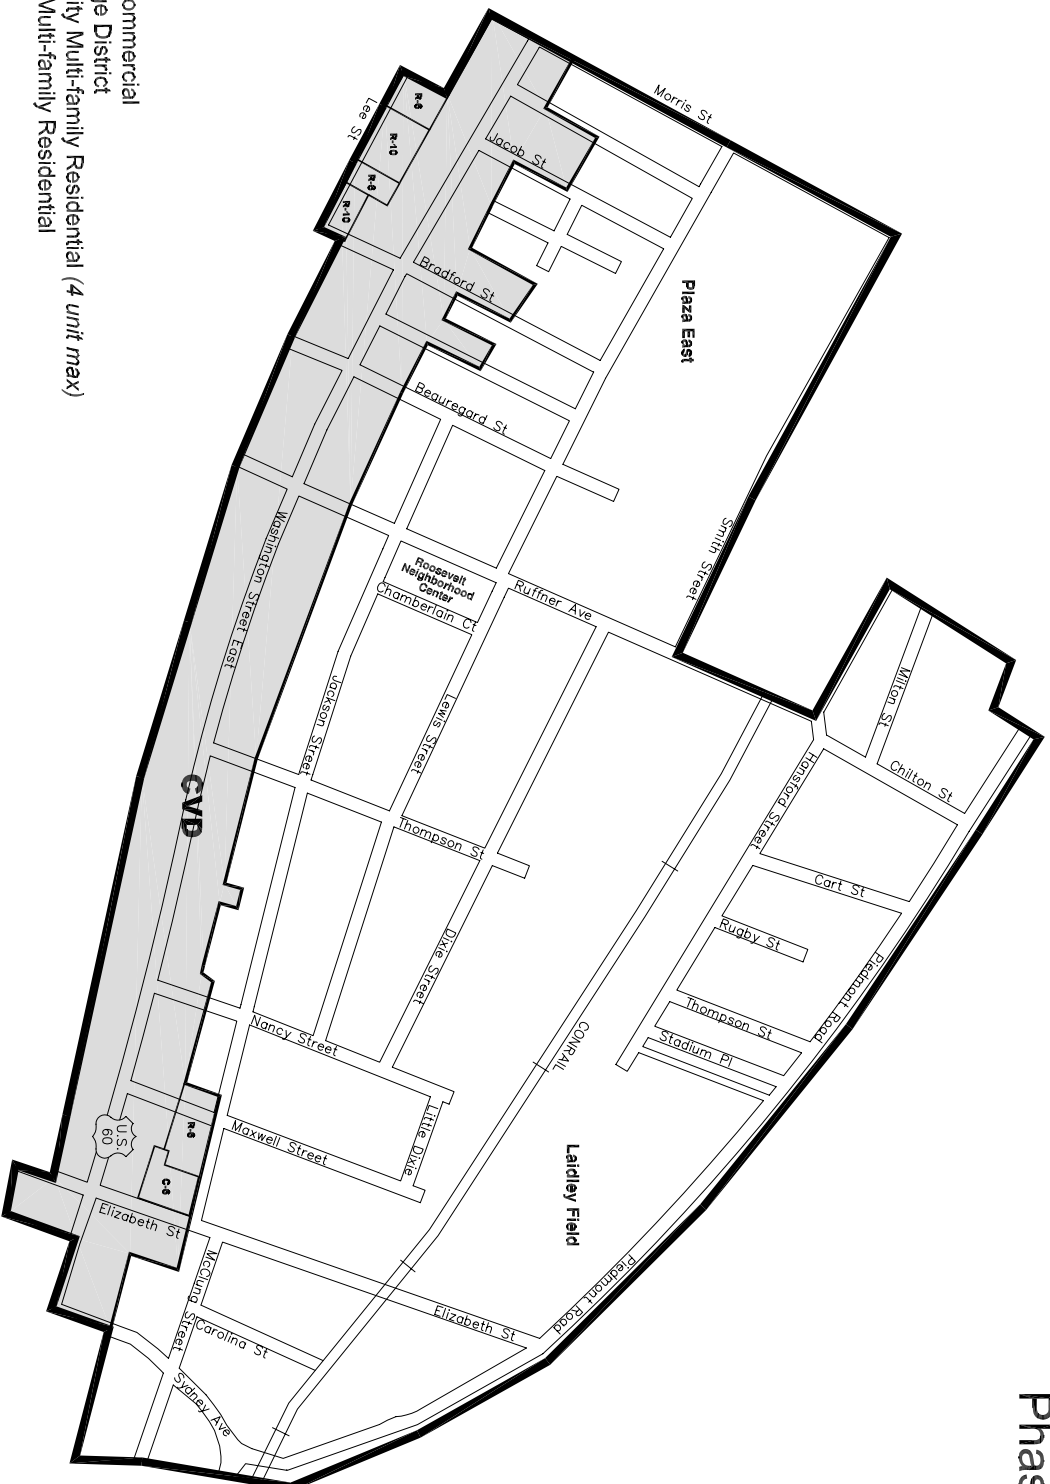 ommercial
ge District
ity Multi-family Residential (4 unit max)
Multi-family Residential
Phas
Morris St
Lee St
R-6
R-10
R-6
R-10
Jacob St
Bradford St
Beauregard St
Plaza East
Smith Street
Washington Street East
Roosevelt
Neighborhood
Center
Chamberlain Ct
Ruffner Ave
Jackson Street
Lewis Street
Milton St
Chilton St
Hansford Street
Cart St
Rugby St
Thompson St
Stadium Pl
Piedmont Road
CVD
Thompson St
Dixie Street
CONRAIL
Nancy Street
Little Dixie
Maxwell Street
Laidley Field
U.S.
60
R-6
C-8
Elizabeth St
McClung Street
Carolina St
Elizabeth St
Piedmont Road
Sydney Ave